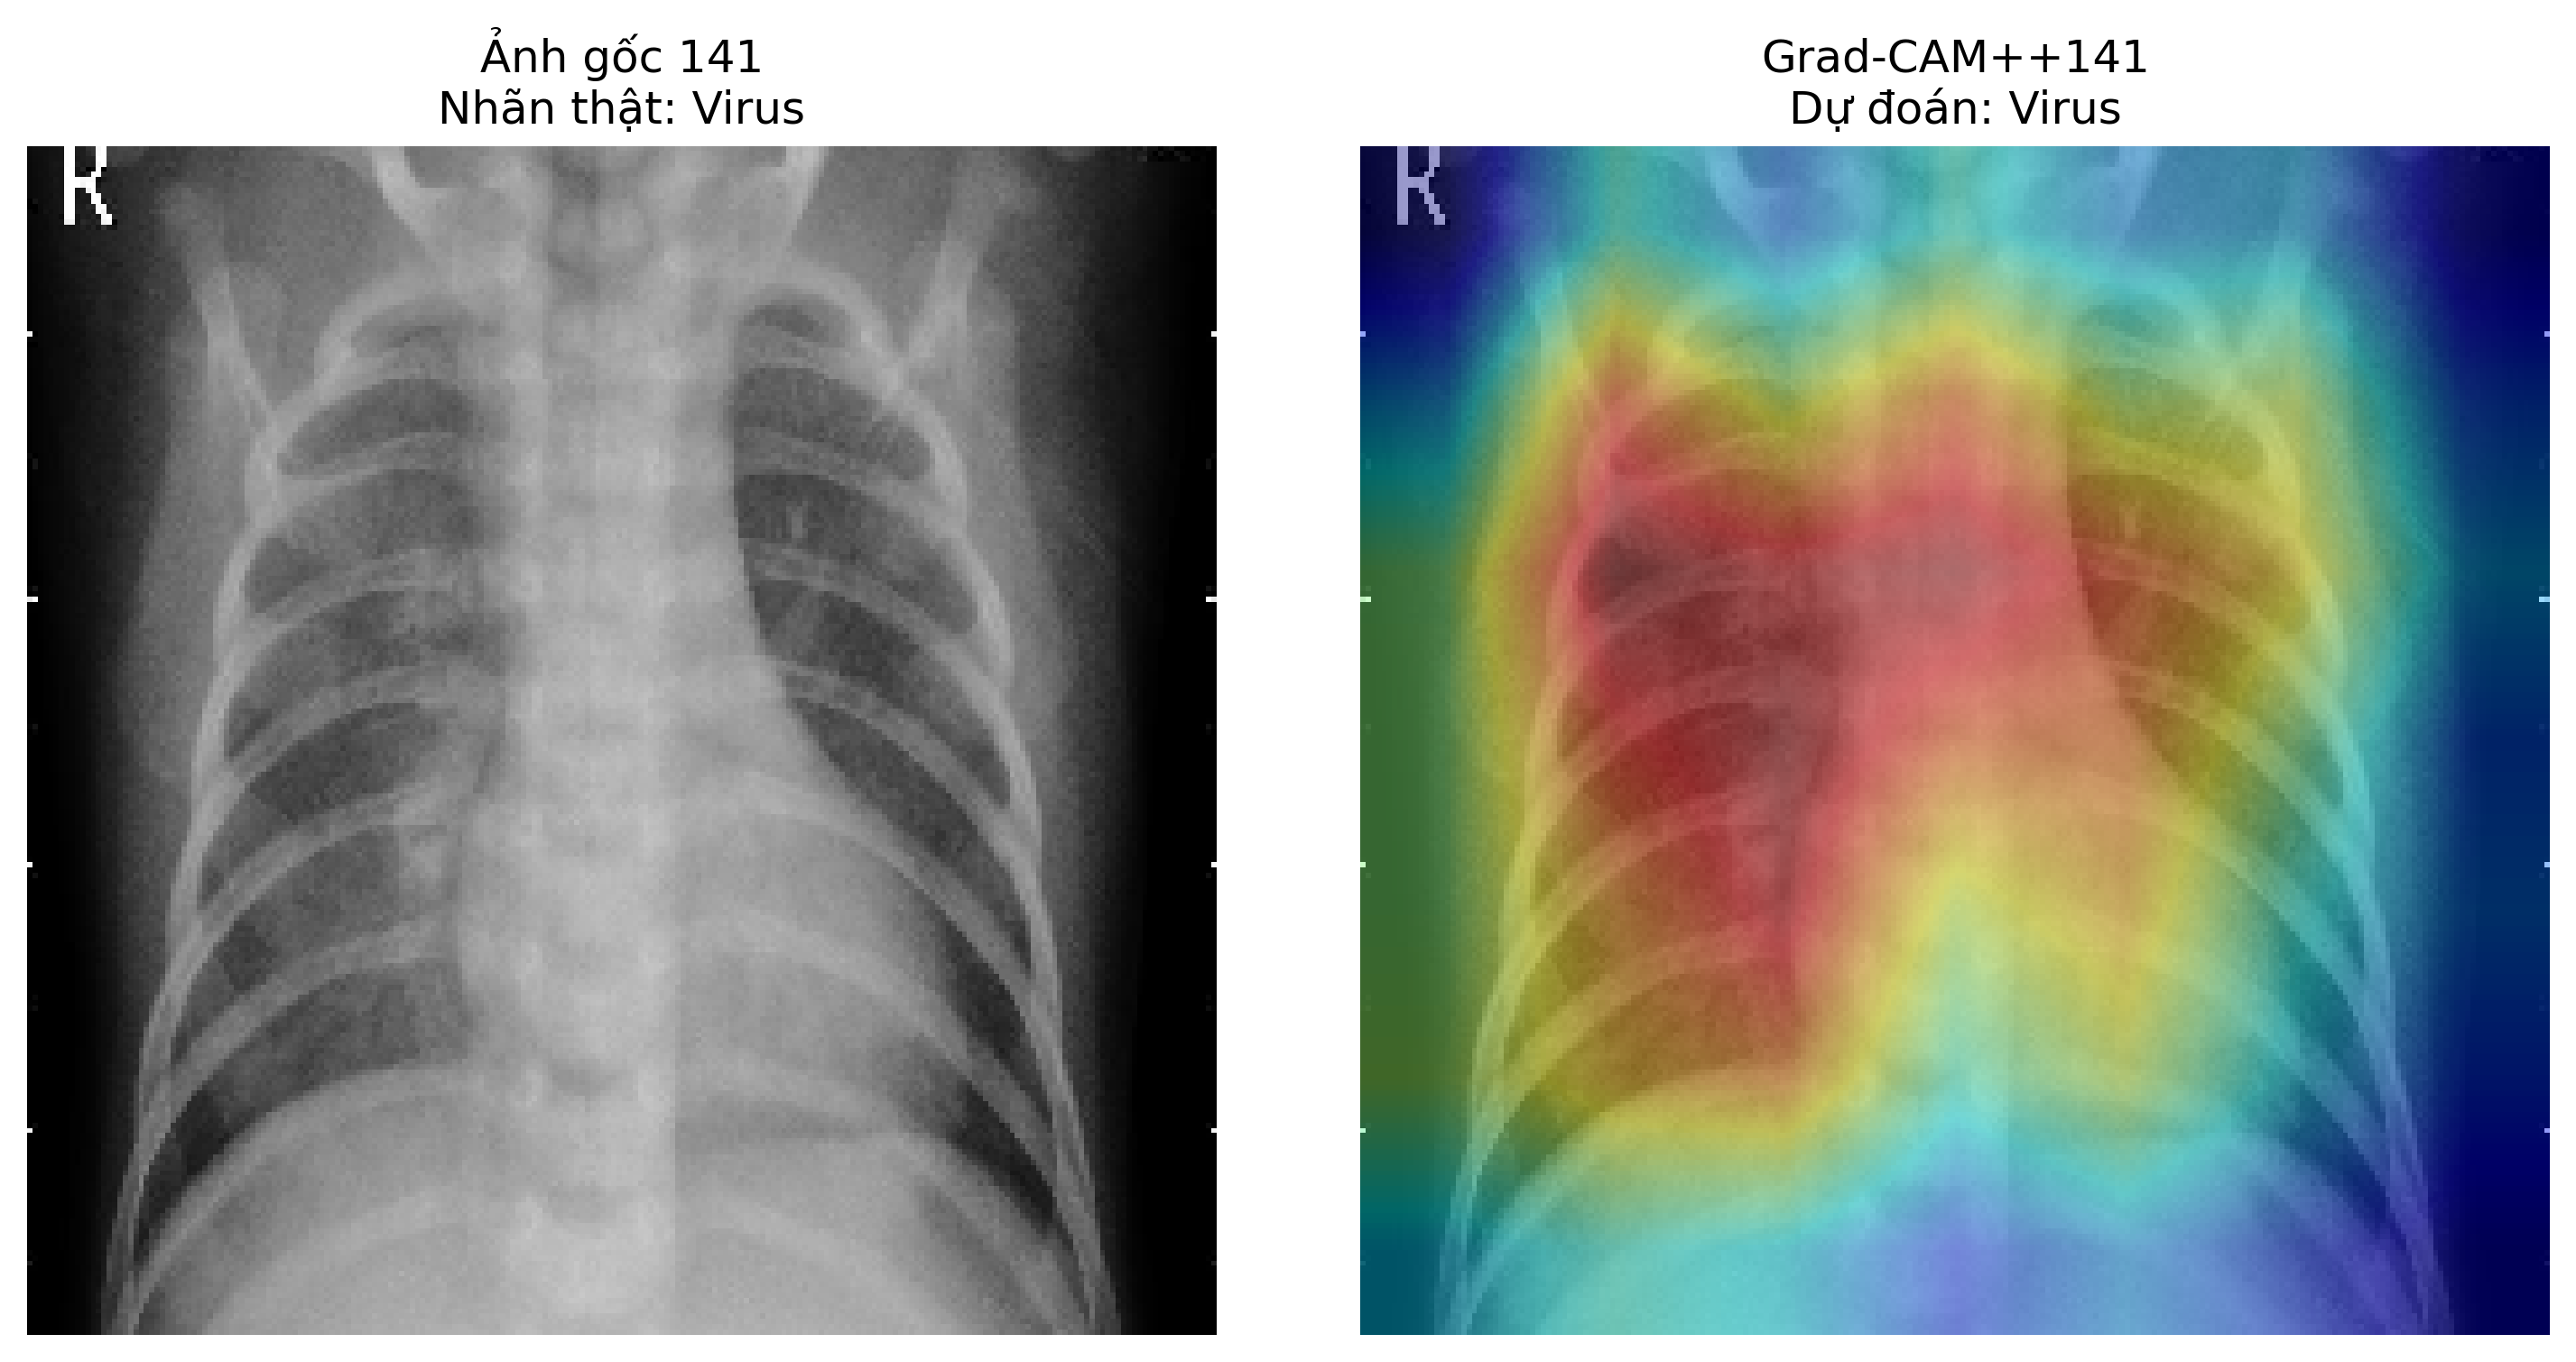 Ảnh gốc 141
Nhãn thật: Virus
R
Grad-CAM++141
Dự đoán: Virus
R